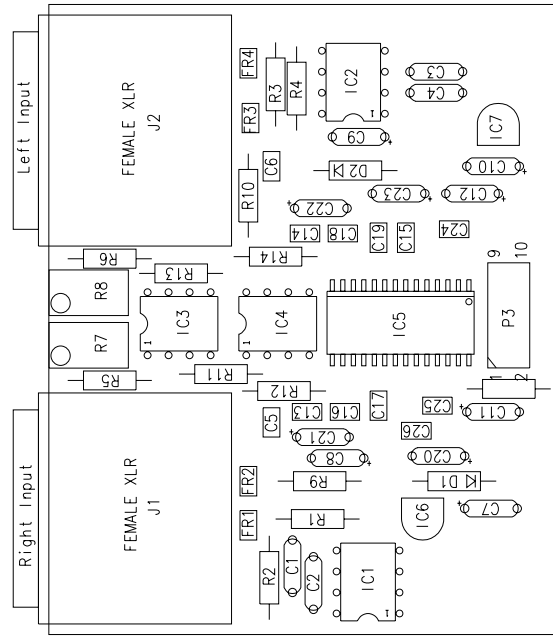 Left Input
FEMALE XLR
J2
FR4
FR3
R3
R4
IC2
1
C3
C4
IC7
C9
C6
D2
C10
R10
C23
C12
C22
C14
C18
C19
C15
C24
R6
R14
R13
R8
R7
IC3
1
IC4
1
IC5
9
10
P3
1
2
R5
R11
R12
C5
C13
C16
C17
C25
C11
C26
C21
C8
C20
Right Input
FEMALE XLR
J1
FR2
FR1
R9
D1
R1
IC6
C7
R2
C1
C2
IC1
1